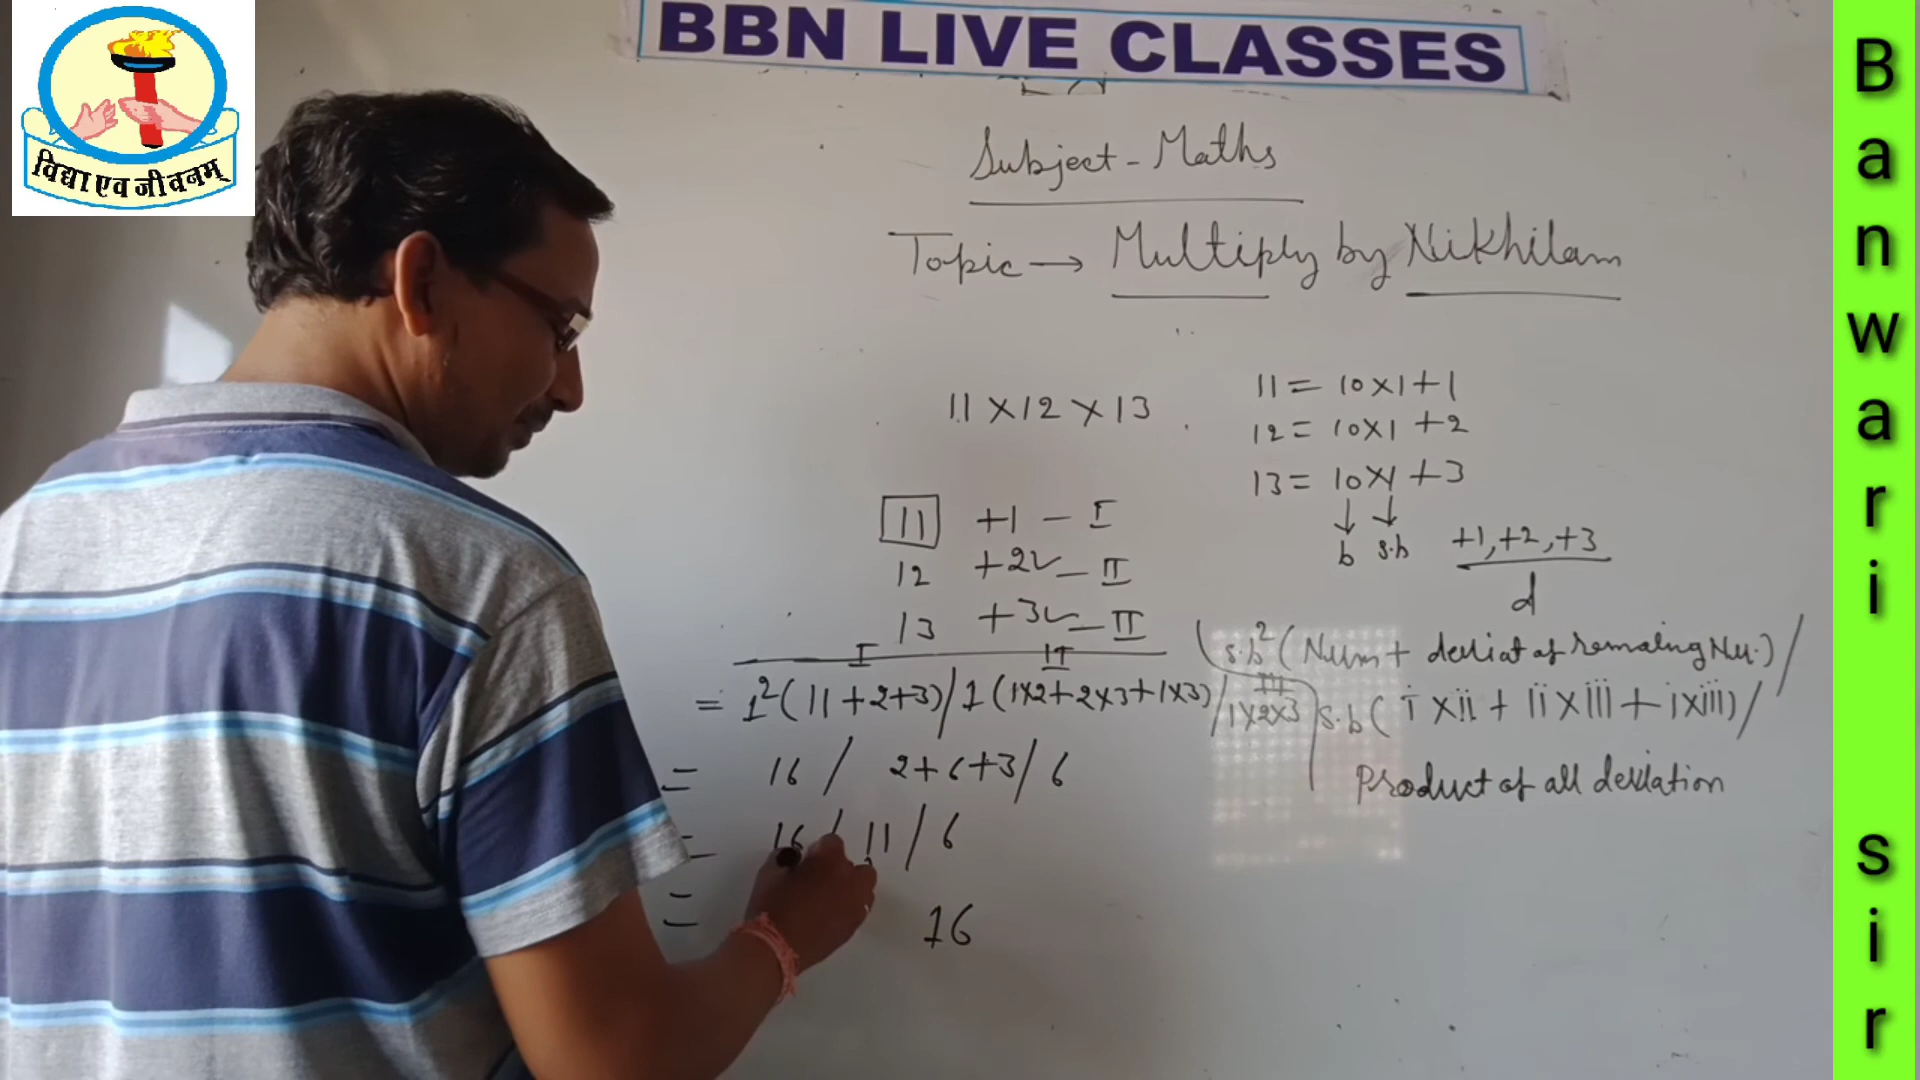 BBN LIVE CLASSES
विद्या एव जीवनम्
Subject - Maths
Topic → Multiply by Nikhilam
11 × 12 × 13
11 = 10×1+1
12 = 10×1 +2
13 = 10×1 +3
b s.b +1, +2, +3
d
11 +1 - I
12 +2 - II
13 +3 - II
I II III
s.b² (Num + deviat of remaing Nu.) /
= 1² (11+2+3) / 1 (1×2+2×3+1×3) / 1×2×3
s.b ( i × ii + ii × iii + i × iii) /
Product of all deviation
= 16 / 2+6+3 / 6
= 16 / 11 / 6
= 16
Banwari sir